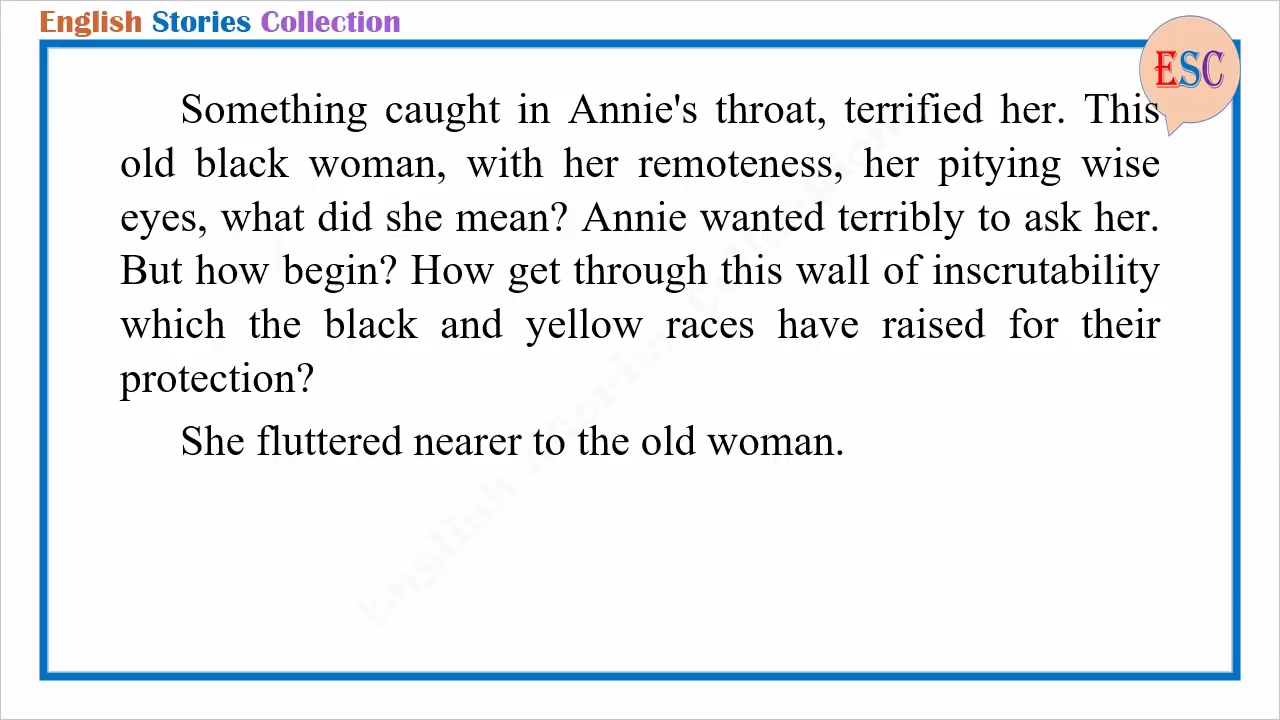 English Stories Collection
ESC
Something caught in Annie's throat, terrified her. This
old black woman, with her remoteness, her pitying wise
eyes, what did she mean? Annie wanted terribly to ask her.
But how begin? How get through this wall of inscrutability
which the black and yellow races have raised for their
protection?
She fluttered nearer to the old woman.
English Stories Collection